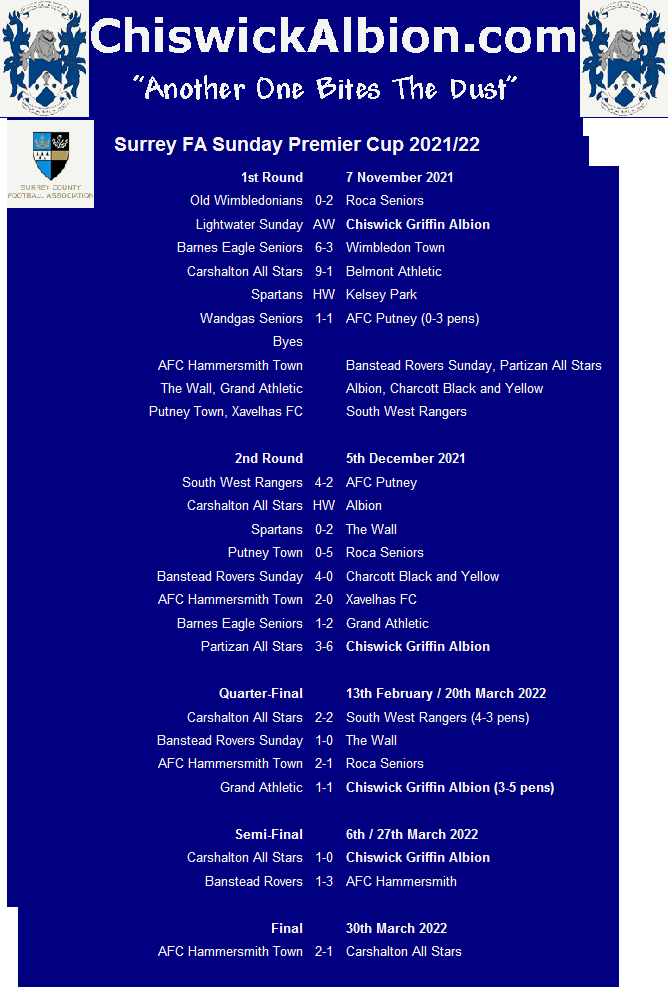 ChiswickAlbion.com
"Another One Bites The Dust"
SURREY COUNTY
FOOTBALL ASSOCIATION
Surrey FA Sunday Premier Cup 2021/22
1st Round 7 November 2021
Old Wimbledonians 0-2 Roca Seniors
Lightwater Sunday AW Chiswick Griffin Albion
Barnes Eagle Seniors 6-3 Wimbledon Town
Carshalton All Stars 9-1 Belmont Athletic
Spartans HW Kelsey Park
Wandgas Seniors 1-1 AFC Putney (0-3 pens)
Byes
AFC Hammersmith Town Banstead Rovers Sunday, Partizan All Stars
The Wall, Grand Athletic Albion, Charcott Black and Yellow
Putney Town, Xavelhas FC South West Rangers
2nd Round 5th December 2021
South West Rangers 4-2 AFC Putney
Carshalton All Stars HW Albion
Spartans 0-2 The Wall
Putney Town 0-5 Roca Seniors
Banstead Rovers Sunday 4-0 Charcott Black and Yellow
AFC Hammersmith Town 2-0 Xavelhas FC
Barnes Eagle Seniors 1-2 Grand Athletic
Partizan All Stars 3-6 Chiswick Griffin Albion
Quarter-Final 13th February / 20th March 2022
Carshalton All Stars 2-2 South West Rangers (4-3 pens)
Banstead Rovers Sunday 1-0 The Wall
AFC Hammersmith Town 2-1 Roca Seniors
Grand Athletic 1-1 Chiswick Griffin Albion (3-5 pens)
Semi-Final 6th / 27th March 2022
Carshalton All Stars 1-0 Chiswick Griffin Albion
Banstead Rovers 1-3 AFC Hammersmith
Final 30th March 2022
AFC Hammersmith Town 2-1 Carshalton All Stars